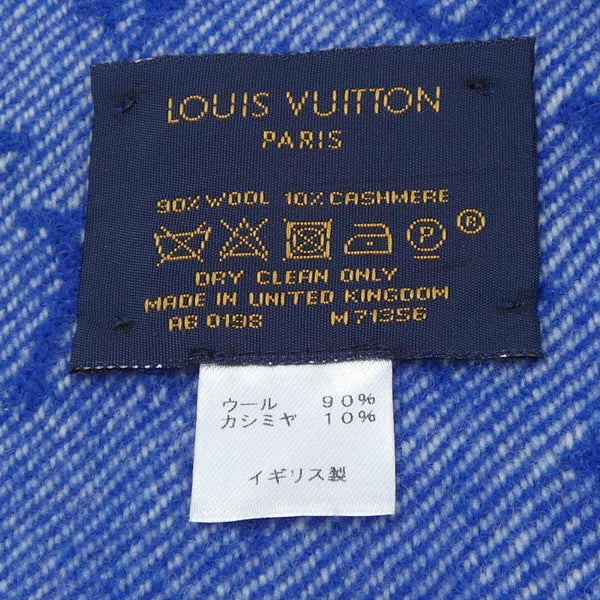 LOUIS VUITTON
PARIS
90% WOOL 10% CASHMERE
P ®
DRY CLEAN ONLY
MADE IN UNITED KINGDOM
AB 0198 M 71356
ウール 90%
カシミヤ 10%
イギリス製